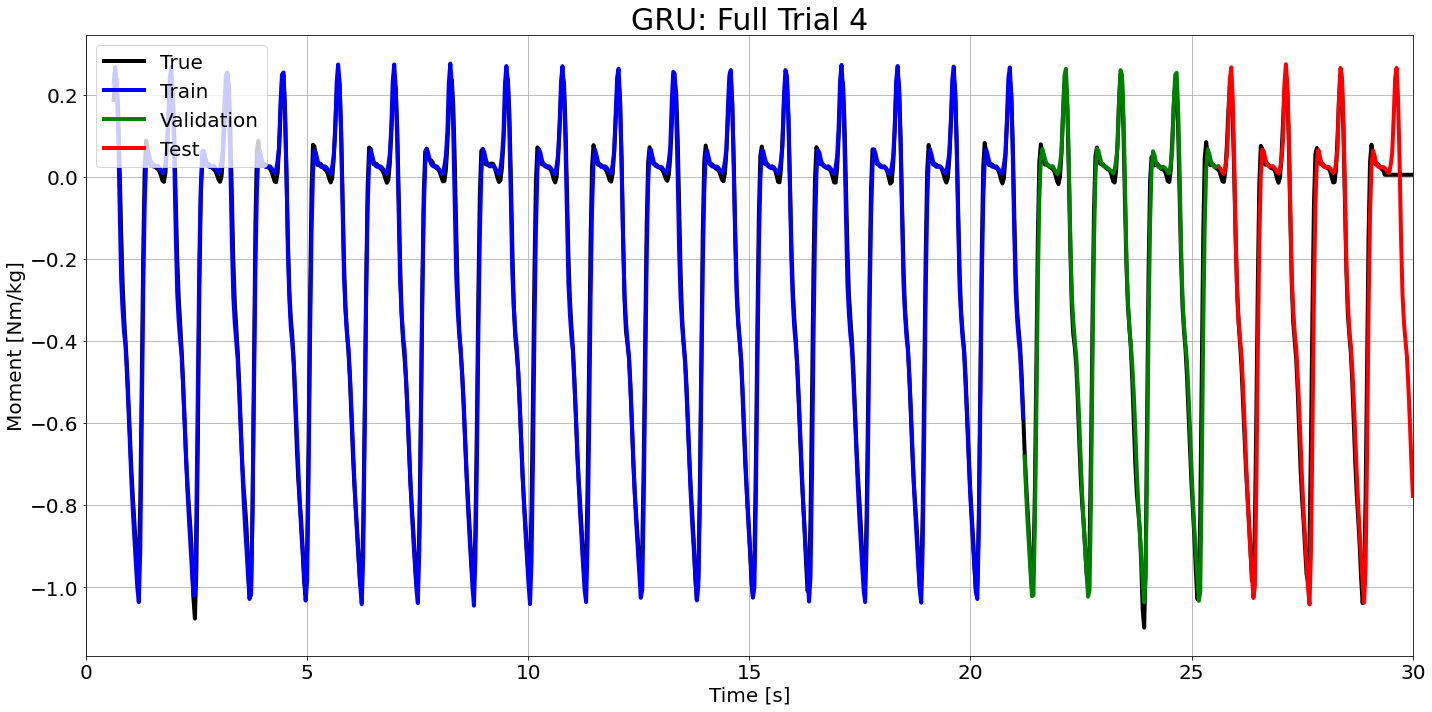 GRU: Full Trial 4
True
Train
Validation
Test
Moment [Nm/kg]
0.2
0.0
−0.2
−0.4
−0.6
−0.8
−1.0
0 5 10 15 20 25 30
Time [s]